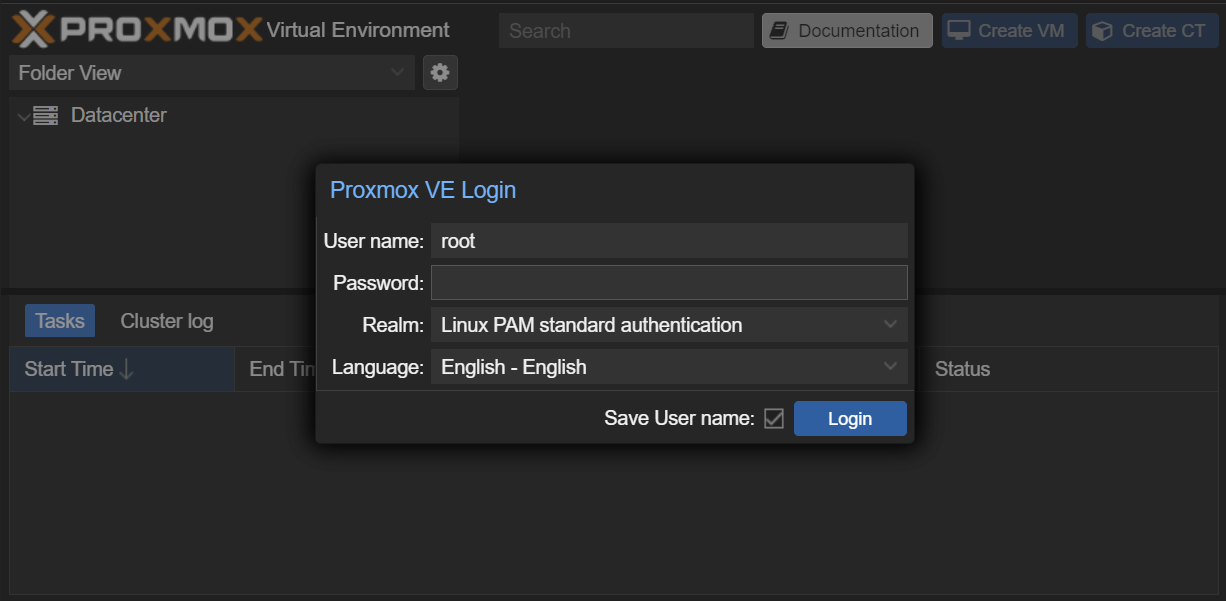 PROXMOX Virtual Environment
Search
Documentation
Create VM
Create CT
Folder View
Datacenter
Proxmox VE Login
User name: root
Password:
Realm: Linux PAM standard authentication
Language: English - English
Save User name:
Login
Tasks
Cluster log
Start Time
End Tim
Status